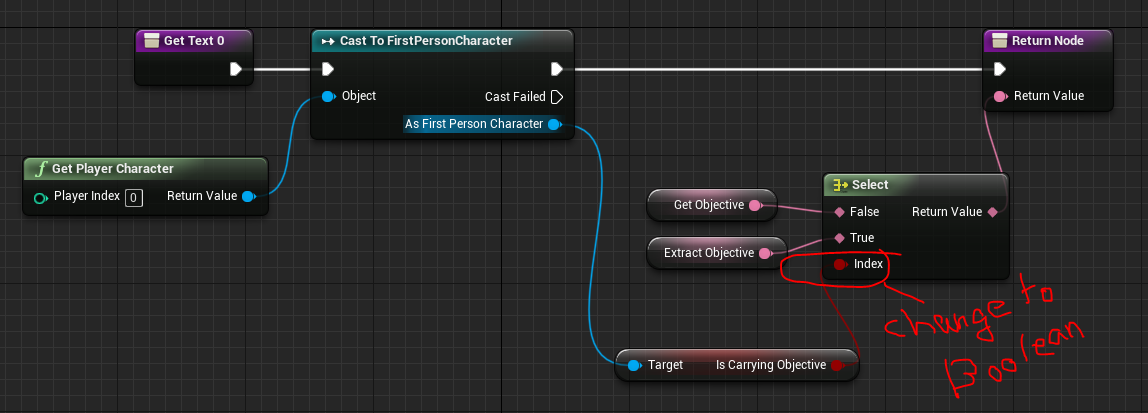 Get Text 0
Cast To FirstPersonCharacter
Return Node
Object
Cast Failed
Return Value
As First Person Character
Get Player Character
Player Index 0
Return Value
Select
Get Objective
False
Return Value
Extract Objective
True
Index
change to
Boolean
Target
Is Carrying Objective